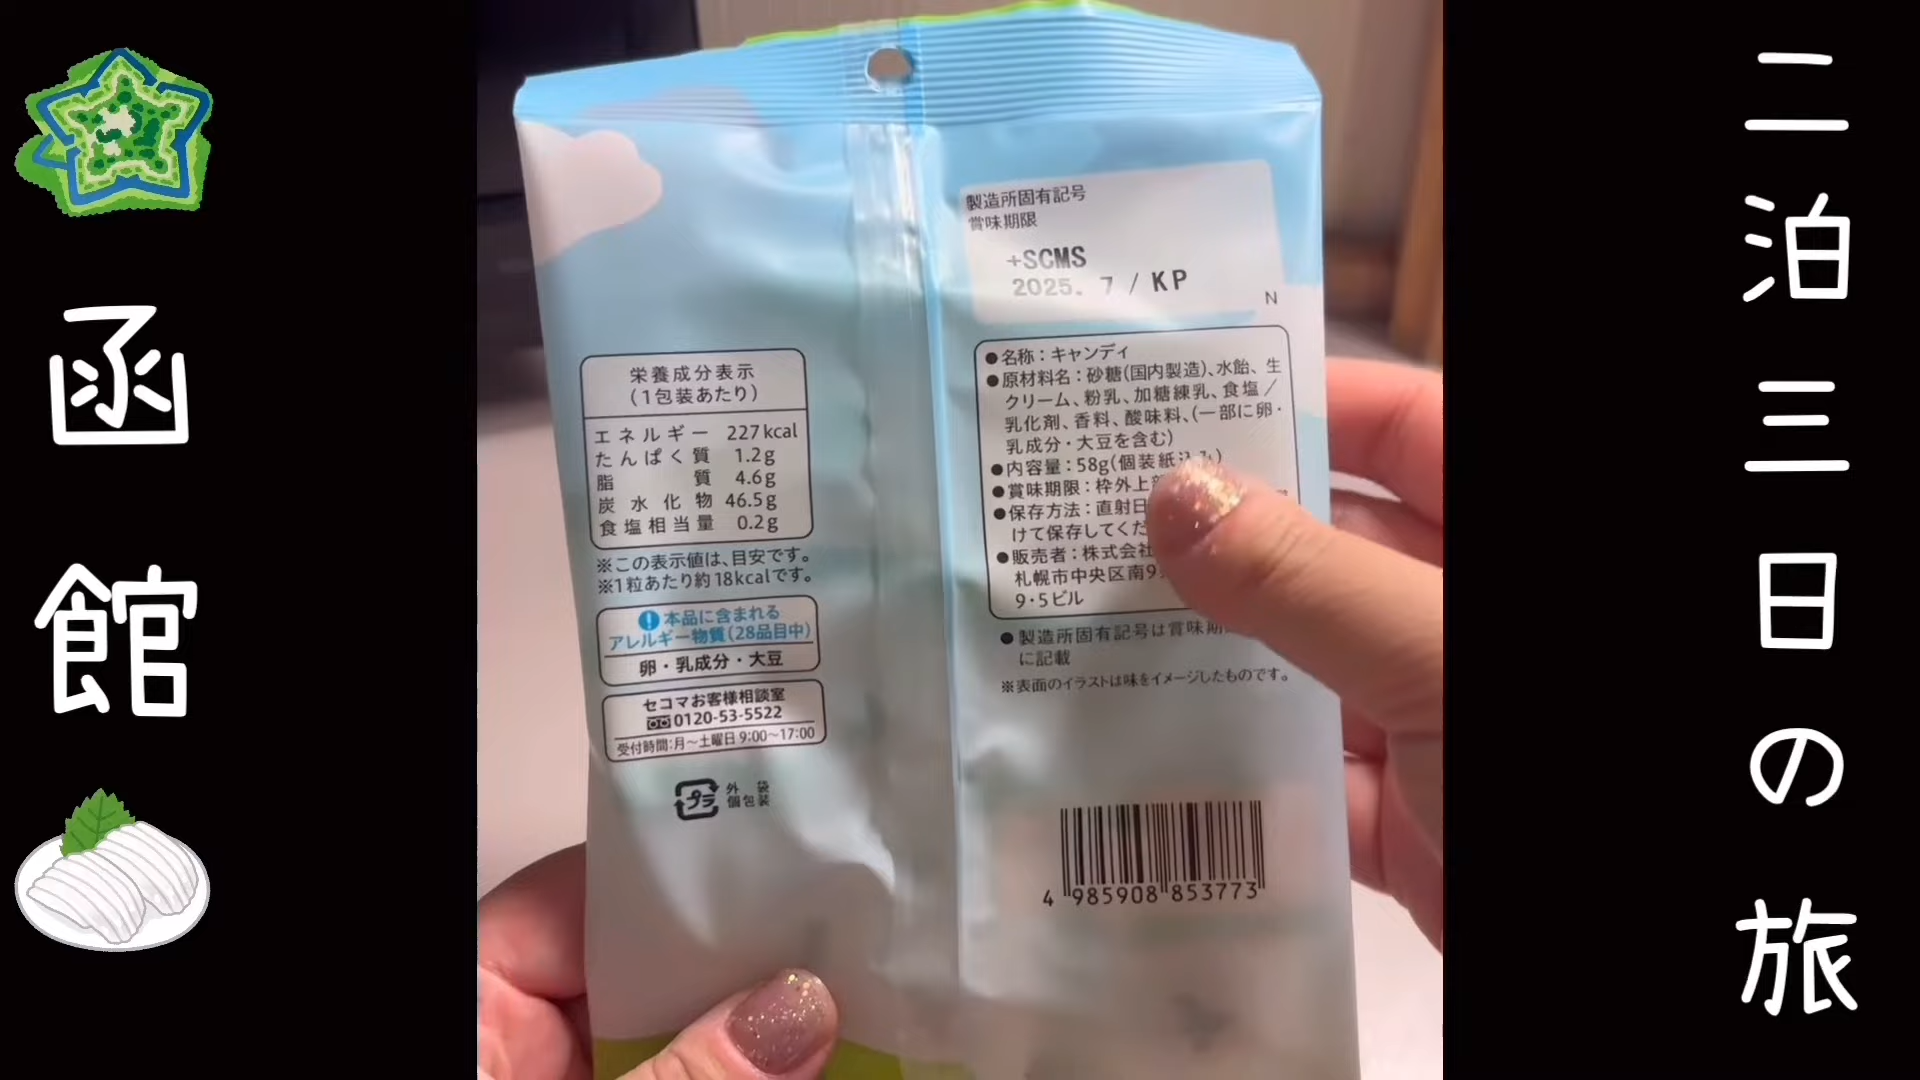 函館
二泊三日の旅
製造所固有記号
賞味期限
+SCMS
2025. 7 / KP
N
栄養成分表示
(1包装あたり)
エネルギー 227kcal
たんぱく質 1.2g
脂質 4.6g
炭水化物 46.5g
食塩相当量 0.2g
※この表示値は、目安です。
※1粒あたり約18kcalです。
本品に含まれる
アレルギー物質(28品目中)
卵・乳成分・大豆
セコマお客様相談室
0120-53-5522
受付時間:月〜土曜日 9:00〜17:00
プラ
外袋
個包装
●名称:キャンディ
●原材料名:砂糖(国内製造)、水飴、生
クリーム、粉乳、加糖練乳、食塩/
乳化剤、香料、酸味料、(一部に卵・
乳成分・大豆を含む)
●内容量:58g(個装紙込み)
●賞味期限:枠外上
●保存方法:直射日
けて保存してくだ
●販売者:株式会社
札幌市中央区南9
9・5ビル
●製造所固有記号は賞味期
に記載
※表面のイラストは味をイメージしたものです。
4 985908 853773